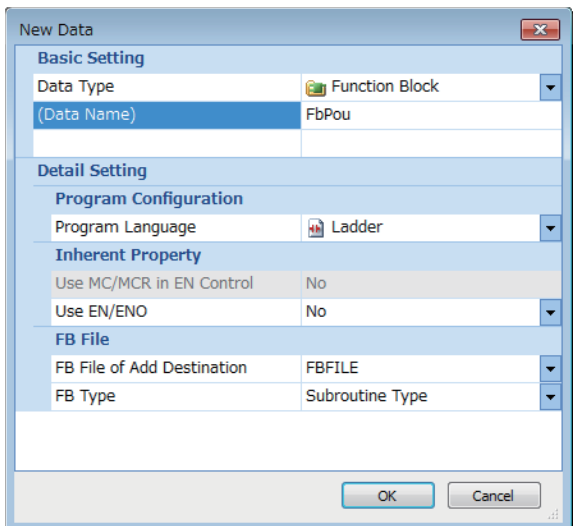 New Data
Basic Setting
Data Type Function Block
(Data Name) FbPou
Detail Setting
Program Configuration
Program Language Ladder
Inherent Property
Use MC/MCR in EN Control No
Use EN/ENO No
FB File
FB File of Add Destination FBFILE
FB Type Subroutine Type
OK Cancel